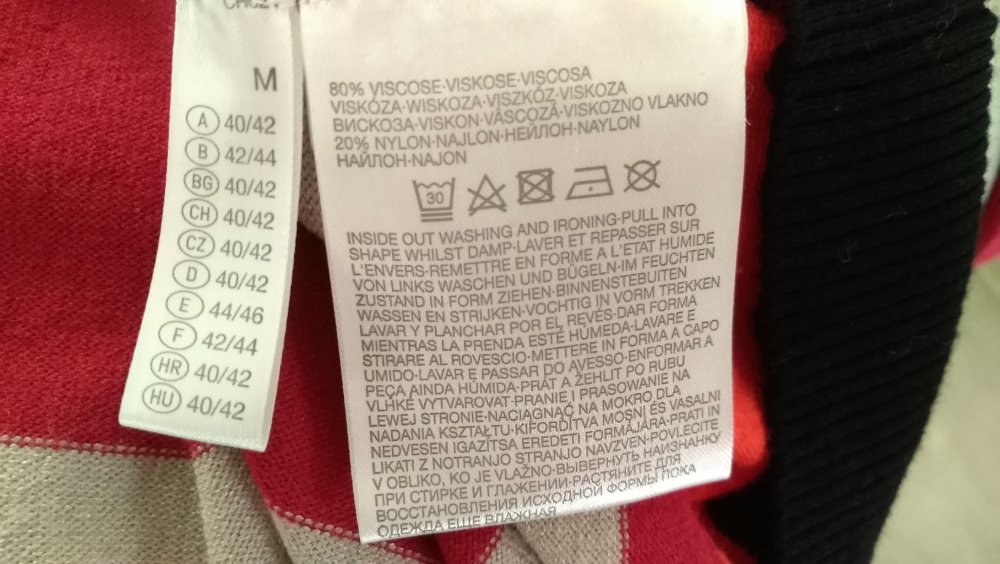 M
A 40/42
B 42/44
BG 40/42
CH 40/42
CZ 40/42
D 40/42
E 44/46
F 42/44
HR 40/42
HU 40/42
80% VISCOSE·VISKOSE·VISCOSA
VISKÓZA·WISKOZA·VISZKÓZ·VISKOZA
ВИСКОЗА·VISKON·VÂSCOZĂ·VISKOZNO VLAKNO
20% NYLON·NAJLON·НЕЙЛОН·NAYLON
НАЙЛОН·NAJON
30
INSIDE OUT WASHING AND IRONING·PULL INTO
SHAPE WHILST DAMP·LAVER ET REPASSER SUR
L'ENVERS·REMETTRE EN FORME A L'ETAT HUMIDE
VON LINKS WASCHEN UND BÜGELN·IM FEUCHTEN
ZUSTAND IN FORM ZIEHEN·BINNENSTEBUITEN
WASSEN EN STRIJKEN·VOCHTIG IN VORM TREKKEN
LAVAR Y PLANCHAR POR EL REVÉS·DAR FORMA
MIENTRAS LA PRENDA ESTÉ HÚMEDA·LAVARE E
STIRARE AL ROVESCIO·METTERE IN FORMA A CAPO
UMIDO·LAVAR E PASSAR DO AVESSO·ENFORMAR A
PEÇA AINDA HÚMIDA·PRÁT A ŽEHLIT PO RUBU
VLHKÉ VYTVAROVAT·PRANIE I PRASOWANIE NA
LEWEJ STRONIE·NACIĄGNĄĆ NA MOKRO DLA
NADANIA KSZTAŁTU·KIFORDÍTVA MOSNI ÉS VASALNI
NEDVESEN IGAZÍTSA EREDETI FORMÁJÁRA·PRATI IN
LIKATI Z NOTRANJO STRANJO NAVZVEN·POVLECITE
V OBLIKO, KO JE VLAŽNO·ВЫВЕРНУТЬ НАИЗНАНКУ
ПРИ СТИРКЕ И ГЛАЖЕНИИ·РАСТЯНИТЕ ДЛЯ
ВОССТАНОВЛЕНИЯ ИСХОДНОЙ ФОРМЫ ПОКА
ОДЕЖДА ЕЩЕ ВЛАЖНАЯ